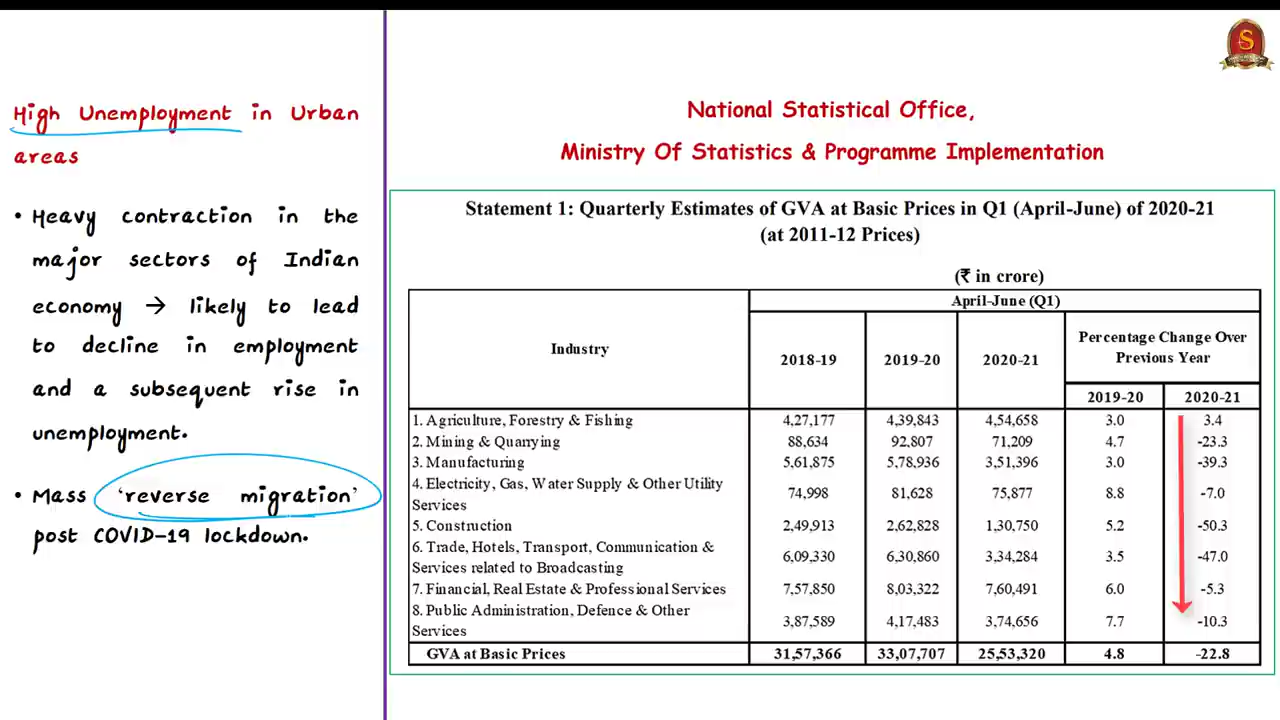 High Unemployment in Urban
areas
• Heavy contraction in the
major sectors of Indian
economy → likely to lead
to decline in employment
and a subsequent rise in
unemployment.
• Mass ‘reverse migration’
post COVID-19 lockdown.
S
National Statistical Office,
Ministry Of Statistics & Programme Implementation
Statement 1: Quarterly Estimates of GVA at Basic Prices in Q1 (April-June) of 2020-21
(at 2011-12 Prices)
(₹ in crore)
April-June (Q1)
Industry 2018-19 2019-20 2020-21 Percentage Change Over
Previous Year
2019-20 2020-21
1. Agriculture, Forestry & Fishing 4,27,177 4,39,843 4,54,658 3.0 3.4
2. Mining & Quarrying 88,634 92,807 71,209 4.7 -23.3
3. Manufacturing 5,61,875 5,78,936 3,51,396 3.0 -39.3
4. Electricity, Gas, Water Supply & Other Utility
Services 74,998 81,628 75,877 8.8 -7.0
5. Construction 2,49,913 2,62,828 1,30,750 5.2 -50.3
6. Trade, Hotels, Transport, Communication &
Services related to Broadcasting 6,09,330 6,30,860 3,34,284 3.5 -47.0
7. Financial, Real Estate & Professional Services 7,57,850 8,03,322 7,60,491 6.0 -5.3
8. Public Administration, Defence & Other
Services 3,87,589 4,17,483 3,74,656 7.7 -10.3
GVA at Basic Prices 31,57,366 33,07,707 25,53,320 4.8 -22.8